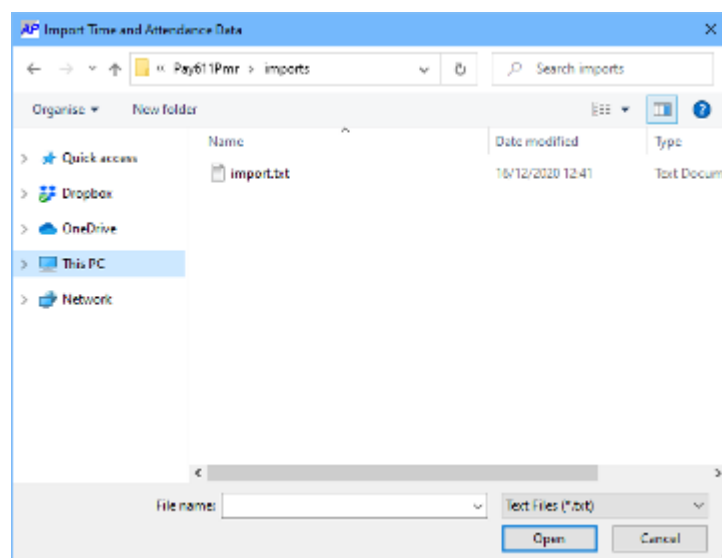 AP Import Time and Attendance Data
« Pay611Pmr > imports
Search imports
Organise
New folder
?
Name
Date modified
Type
Quick access
import.txt
16/12/2020 12:41
Text Docum
Dropbox
OneDrive
This PC
Network
File name:
Text Files (*.txt)
Open
Cancel